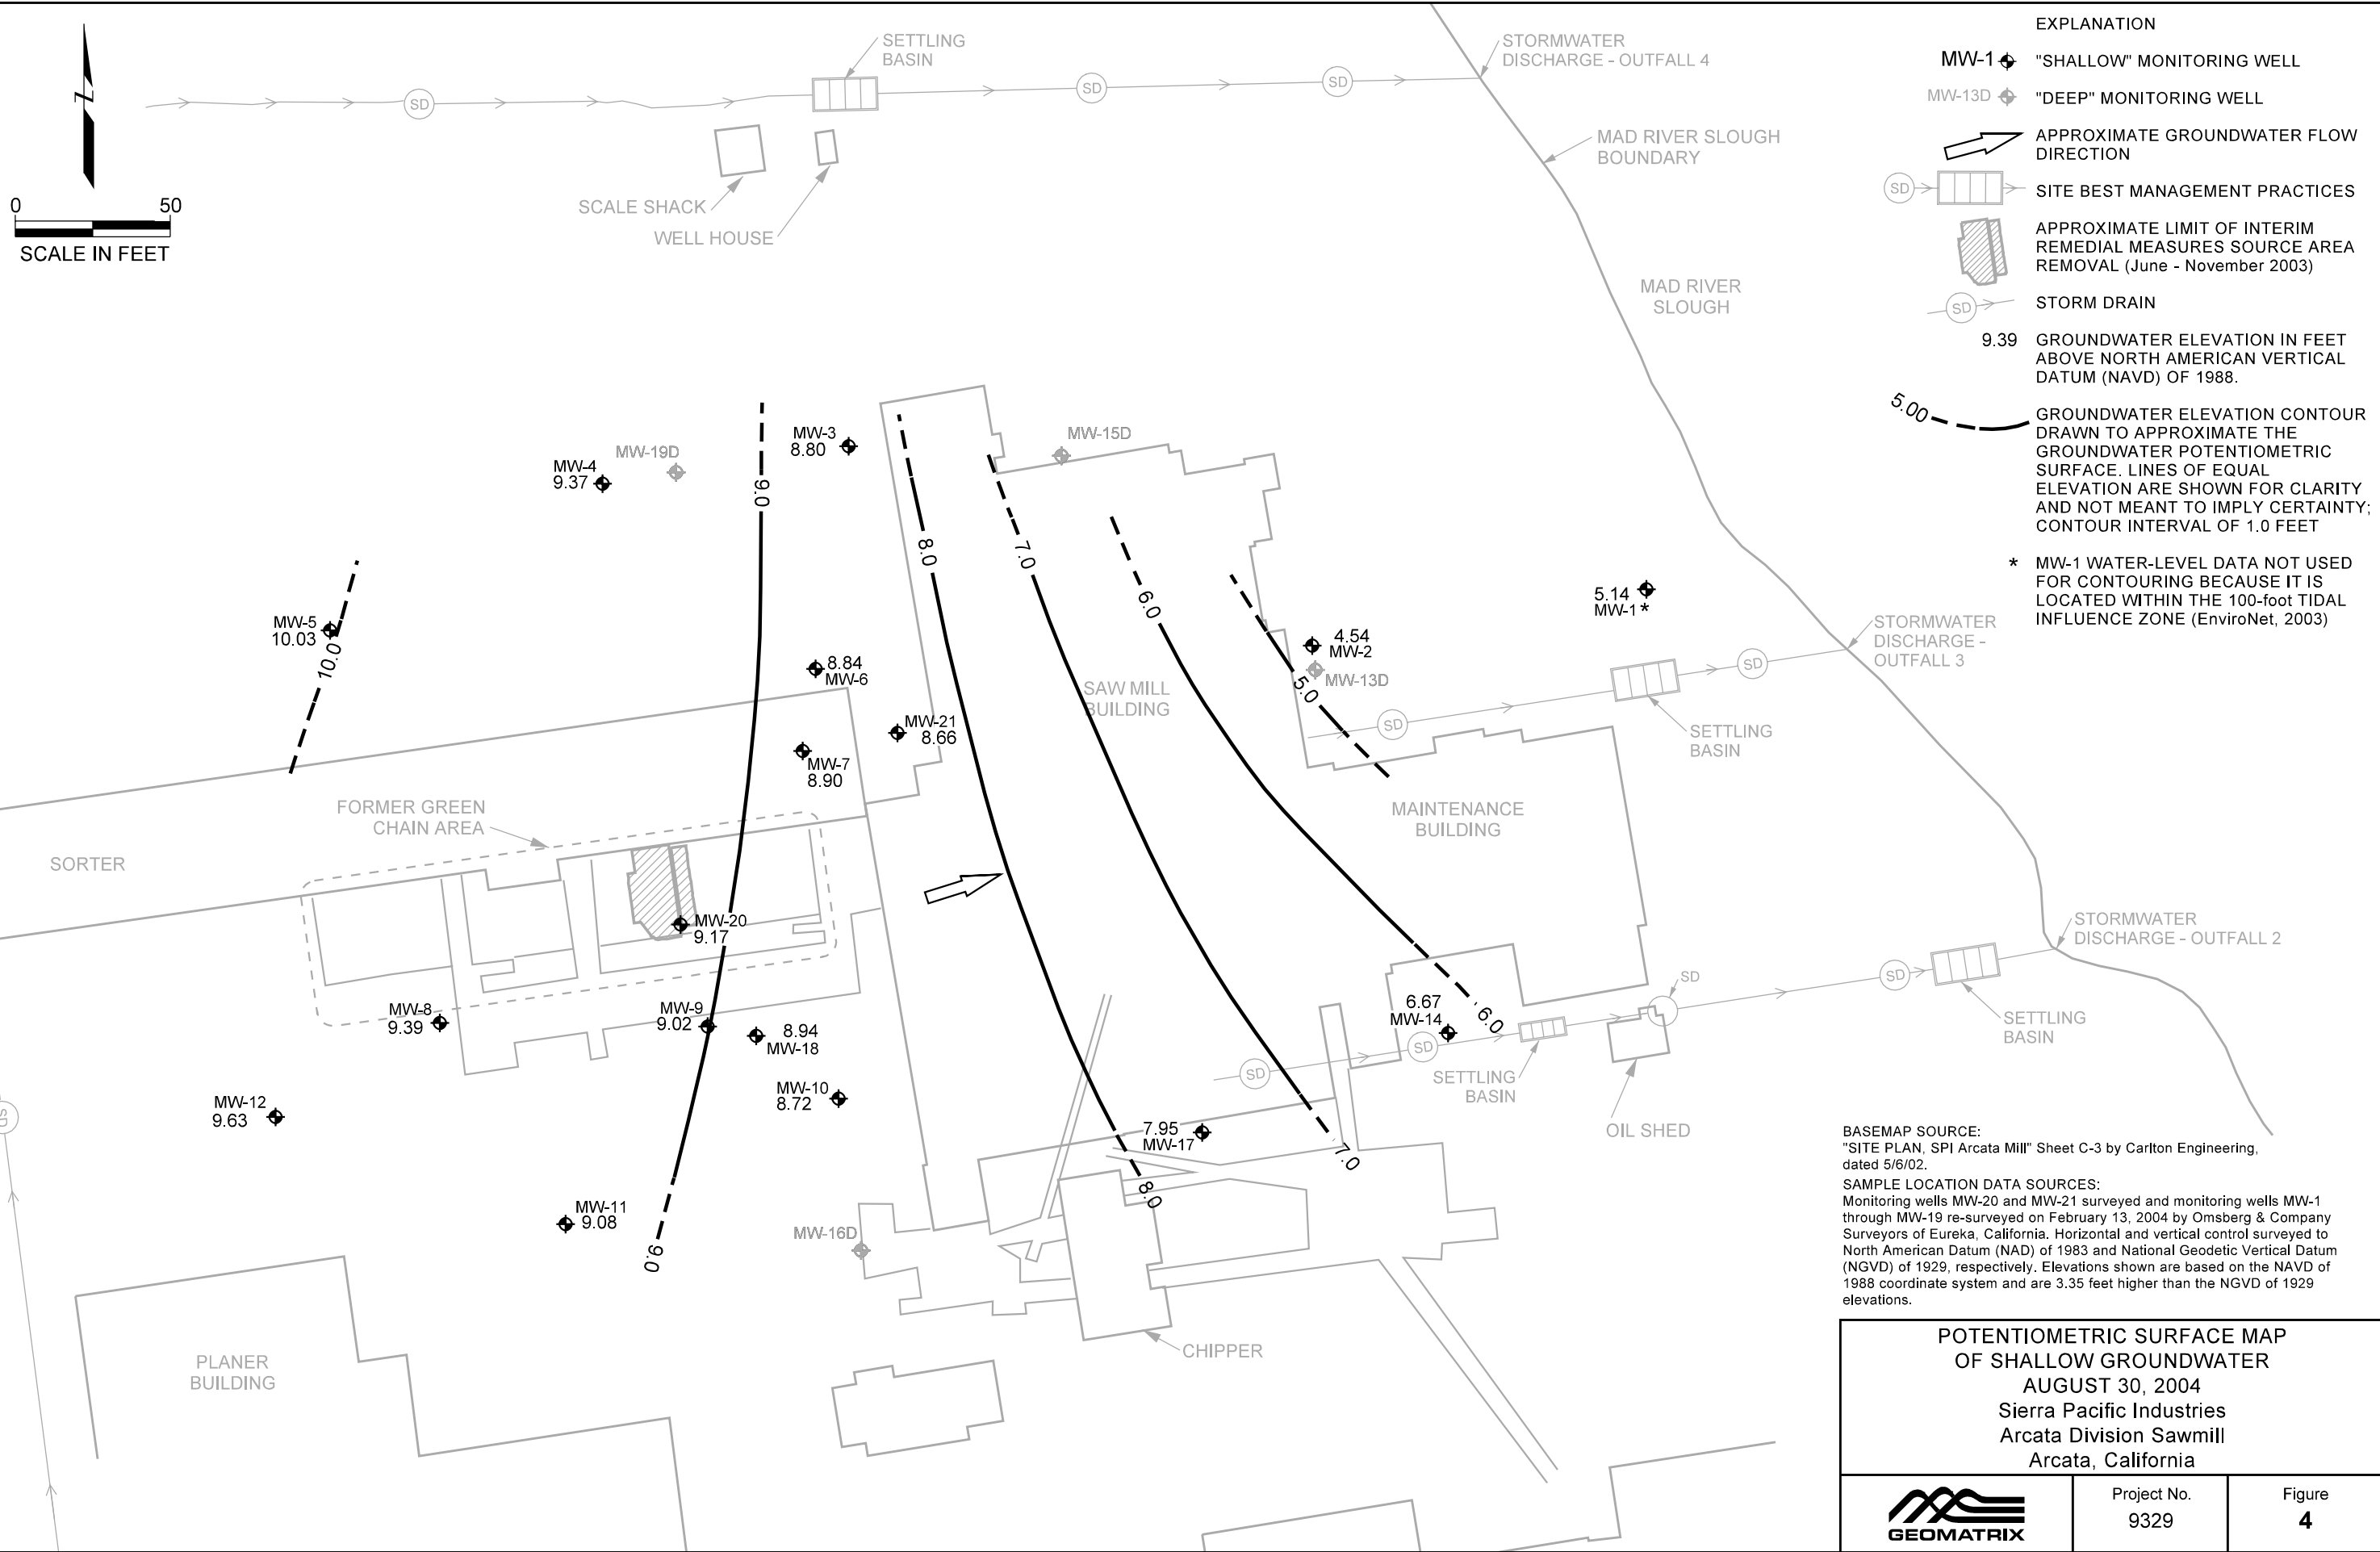 0 50
SCALE IN FEET
SETTLING
BASIN
SD
SD
SD
STORMWATER
DISCHARGE - OUTFALL 4
SCALE SHACK
WELL HOUSE
MAD RIVER SLOUGH
BOUNDARY
MAD RIVER
SLOUGH
EXPLANATION
MW-1 "SHALLOW" MONITORING WELL
MW-13D "DEEP" MONITORING WELL
APPROXIMATE GROUNDWATER FLOW
DIRECTION
SD SITE BEST MANAGEMENT PRACTICES
APPROXIMATE LIMIT OF INTERIM
REMEDIAL MEASURES SOURCE AREA
REMOVAL (June - November 2003)
SD STORM DRAIN
9.39 GROUNDWATER ELEVATION IN FEET
ABOVE NORTH AMERICAN VERTICAL
DATUM (NAVD) OF 1988.
5.00 GROUNDWATER ELEVATION CONTOUR
DRAWN TO APPROXIMATE THE
GROUNDWATER POTENTIOMETRIC
SURFACE. LINES OF EQUAL
ELEVATION ARE SHOWN FOR CLARITY
AND NOT MEANT TO IMPLY CERTAINTY;
CONTOUR INTERVAL OF 1.0 FEET
* MW-1 WATER-LEVEL DATA NOT USED
FOR CONTOURING BECAUSE IT IS
LOCATED WITHIN THE 100-foot TIDAL
INFLUENCE ZONE (EnviroNet, 2003)
MW-3
8.80
MW-19D
MW-4
9.37
MW-15D
9.0
8.0
7.0
6.0
MW-5
10.03
10.0
8.84
MW-6
MW-21
8.66
MW-7
8.90
SAW MILL
BUILDING
4.54
MW-2
MW-13D
5.0
5.14
MW-1*
SD
SD
SETTLING
BASIN
STORMWATER
DISCHARGE -
OUTFALL 3
FORMER GREEN
CHAIN AREA
SORTER
MAINTENANCE
BUILDING
MW-20
9.17
MW-8
9.39
MW-9
9.02
8.94
MW-18
MW-10
8.72
MW-12
9.63
SD
MW-11
9.08
9.0
MW-16D
7.95
MW-17
8.0
7.0
6.67
MW-14
6.0
SD
SD
SETTLING
BASIN
SD
OIL SHED
SD
SETTLING
BASIN
STORMWATER
DISCHARGE - OUTFALL 2
CHIPPER
PLANER
BUILDING
BASEMAP SOURCE:
"SITE PLAN, SPI Arcata Mill" Sheet C-3 by Carlton Engineering,
dated 5/6/02.
SAMPLE LOCATION DATA SOURCES:
Monitoring wells MW-20 and MW-21 surveyed and monitoring wells MW-1
through MW-19 re-surveyed on February 13, 2004 by Omsberg & Company
Surveyors of Eureka, California. Horizontal and vertical control surveyed to
North American Datum (NAD) of 1983 and National Geodetic Vertical Datum
(NGVD) of 1929, respectively. Elevations shown are based on the NAVD of
1988 coordinate system and are 3.35 feet higher than the NGVD of 1929
elevations.
POTENTIOMETRIC SURFACE MAP
OF SHALLOW GROUNDWATER
AUGUST 30, 2004
Sierra Pacific Industries
Arcata Division Sawmill
Arcata, California
GEOMATRIX
Project No.
9329
Figure
4